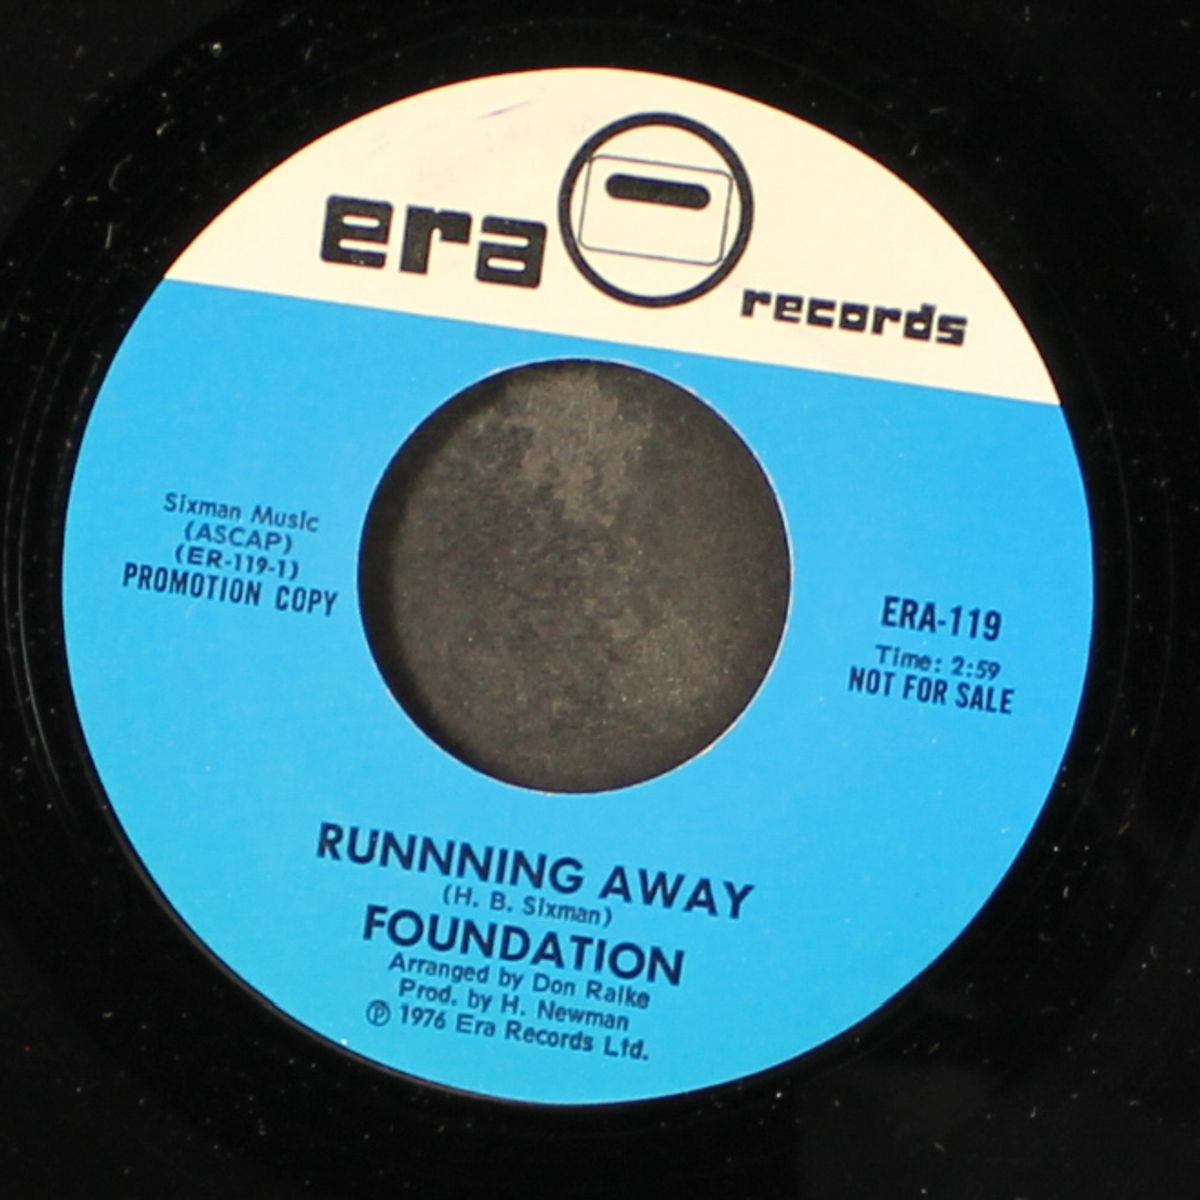 era
records
Sixman Music
(ASCAP)
(ER-119-1)
PROMOTION COPY
ERA-119
Time: 2:59
NOT FOR SALE
RUNNNING AWAY
(H. B. Sixman)
FOUNDATION
Arranged by Don Ralke
Prod. by H. Newman
℗ 1976 Era Records Ltd.